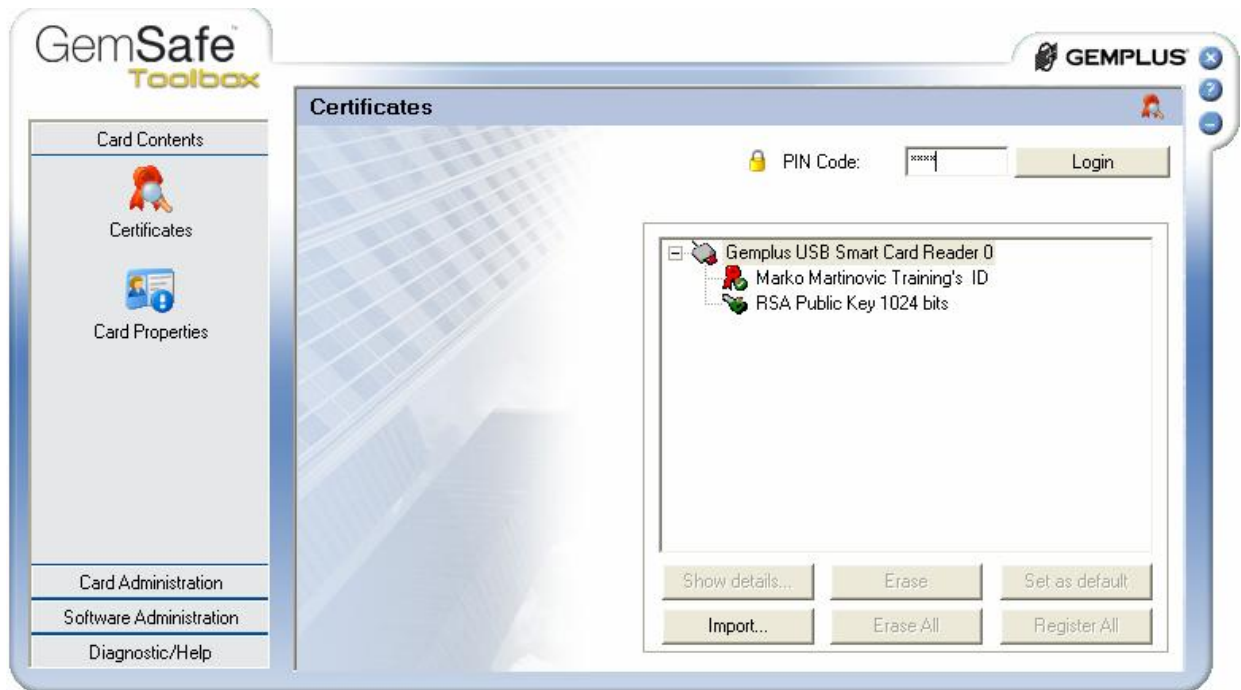 GemSafe™
Toolbox
GEMPLUS
Card Contents
Certificates
Card Properties
Card Administration
Software Administration
Diagnostic/Help
Certificates
PIN Code: **** Login
Gemplus USB Smart Card Reader 0
Marko Martinovic Training's ID
RSA Public Key 1024 bits
Show details... Erase Set as default
Import... Erase All Register All